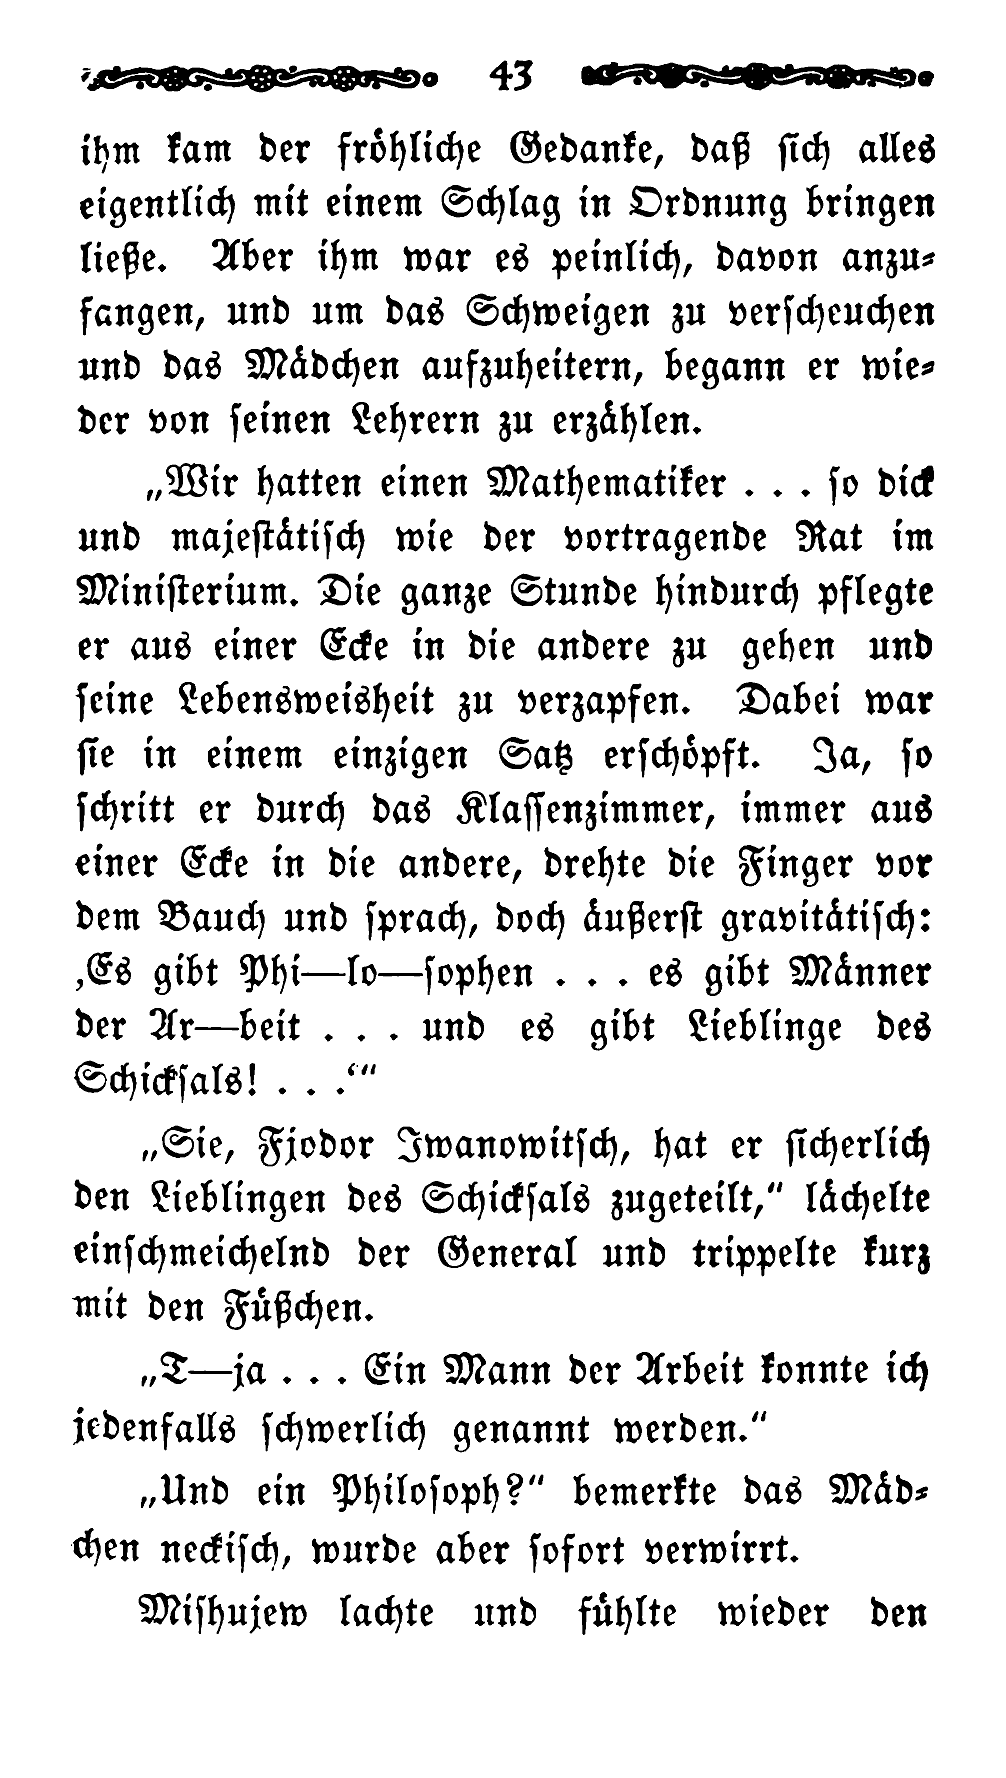 43
ihm kam der fröhliche Gedanke, daß sich alles
eigentlich mit einem Schlag in Ordnung bringen
ließe. Aber ihm war es peinlich, davon anzu-
fangen, und um das Schweigen zu verscheuchen
und das Mädchen aufzuheitern, begann er wie-
der von seinen Lehrern zu erzählen.
„Wir hatten einen Mathematiker . . . so dick
und majestätisch wie der vortragende Rat im
Ministerium. Die ganze Stunde hindurch pflegte
er aus einer Ecke in die andere zu gehen und
seine Lebensweisheit zu verzapfen. Dabei war
sie in einem einzigen Satz erschöpft. Ja, so
schritt er durch das Klassenzimmer, immer aus
einer Ecke in die andere, drehte die Finger vor
dem Bauch und sprach, doch äußerst gravitätisch:
‚Es gibt Phi—lo—sophen . . . es gibt Männer
der Ar—beit . . . und es gibt Lieblinge des
Schicksals! . . .‘“
„Sie, Fjodor Iwanowitsch, hat er sicherlich
den Lieblingen des Schicksals zugeteilt,“ lächelte
einschmeichelnd der General und trippelte kurz
mit den Füßchen.
„T—ja . . . Ein Mann der Arbeit konnte ich
jedenfalls schwerlich genannt werden.“
„Und ein Philosoph?“ bemerkte das Mäd-
chen neckisch, wurde aber sofort verwirrt.
Mishujew lachte und fühlte wieder den